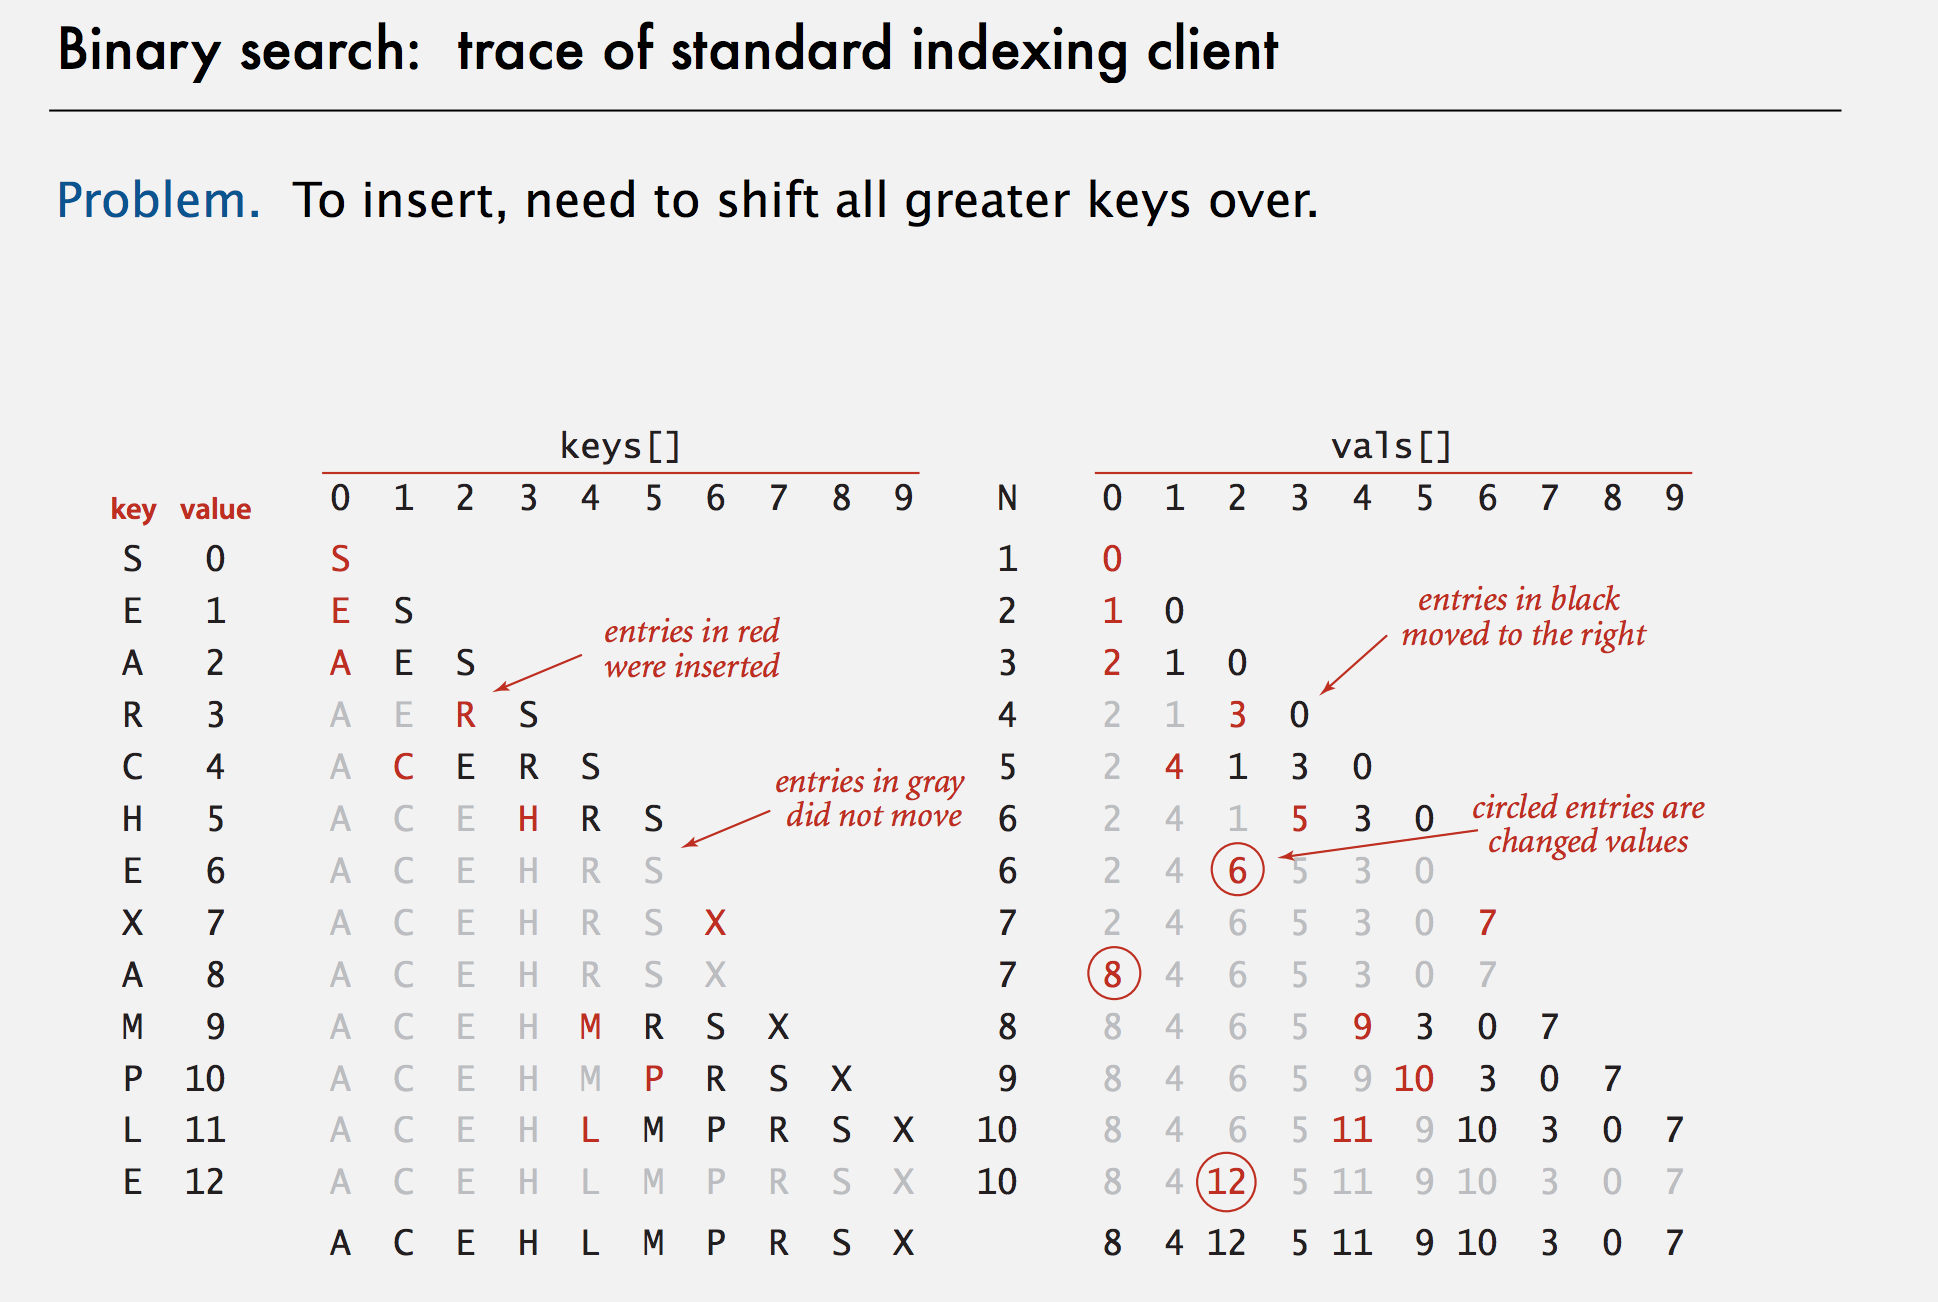 Binary search: trace of standard indexing client
Problem. To insert, need to shift all greater keys over.
keys[] vals[]
key value 0 1 2 3 4 5 6 7 8 9 N 0 1 2 3 4 5 6 7 8 9
S 0 S 1 0
E 1 E S 2 1 0
entries in red
were inserted
entries in black
moved to the right
A 2 A E S 3 2 1 0
R 3 A E R S 4 2 1 3 0
C 4 A C E R S 5 2 4 1 3 0
entries in gray
did not move
circled entries are
changed values
H 5 A C E H R S 6 2 4 1 5 3 0
E 6 A C E H R S 6 2 4 6 5 3 0
X 7 A C E H R S X 7 2 4 6 5 3 0 7
A 8 A C E H R S X 7 8 4 6 5 3 0 7
M 9 A C E H M R S X 8 8 4 6 5 9 3 0 7
P 10 A C E H M P R S X 9 8 4 6 5 9 10 3 0 7
L 11 A C E H L M P R S X 10 8 4 6 5 11 9 10 3 0 7
E 12 A C E H L M P R S X 10 8 4 12 5 11 9 10 3 0 7
A C E H L M P R S X 8 4 12 5 11 9 10 3 0 7